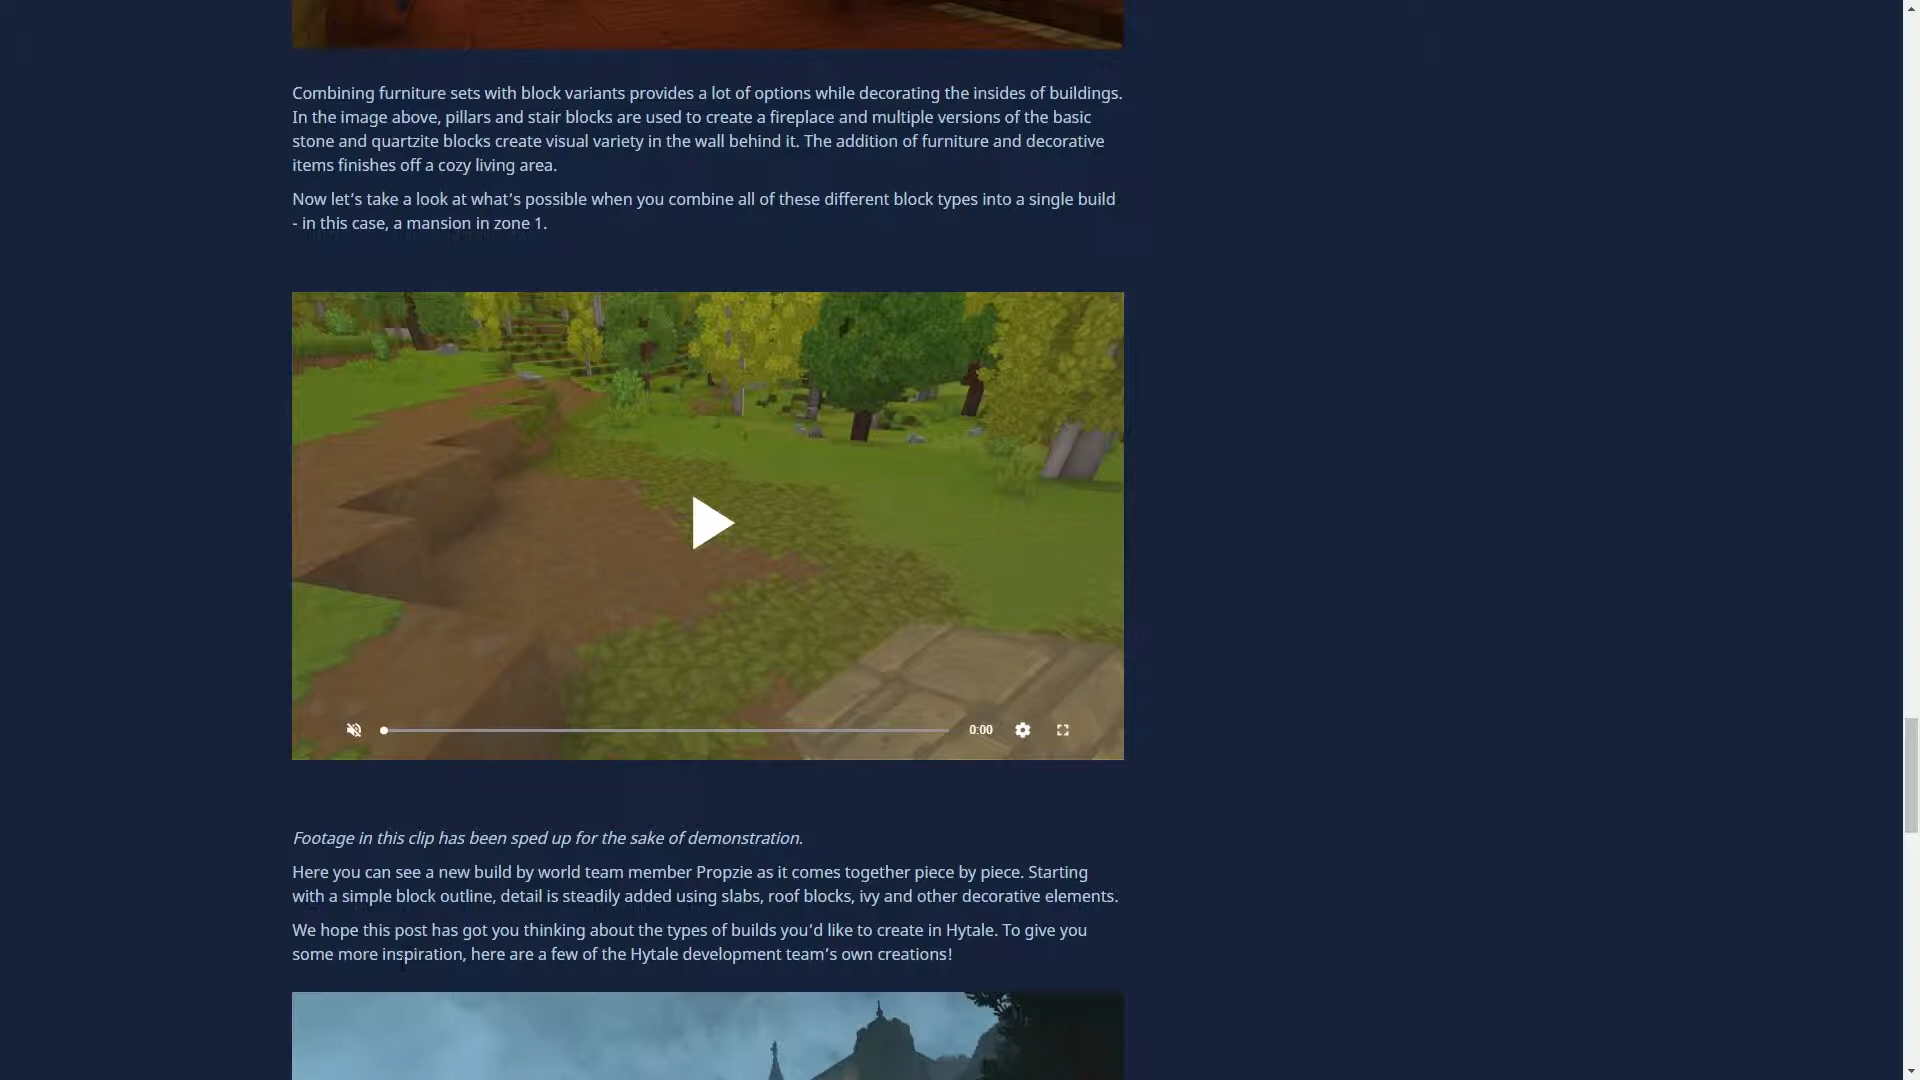 Combining furniture sets with block variants provides a lot of options while decorating the insides of buildings.
In the image above, pillars and stair blocks are used to create a fireplace and multiple versions of the basic
stone and quartzite blocks create visual variety in the wall behind it. The addition of furniture and decorative
items finishes off a cozy living area.
Now let’s take a look at what’s possible when you combine all of these different block types into a single build
- in this case, a mansion in zone 1.
0:00
Footage in this clip has been sped up for the sake of demonstration.
Here you can see a new build by world team member Propzie as it comes together piece by piece. Starting
with a simple block outline, detail is steadily added using slabs, roof blocks, ivy and other decorative elements.
We hope this post has got you thinking about the types of builds you’d like to create in Hytale. To give you
some more inspiration, here are a few of the Hytale development team’s own creations!